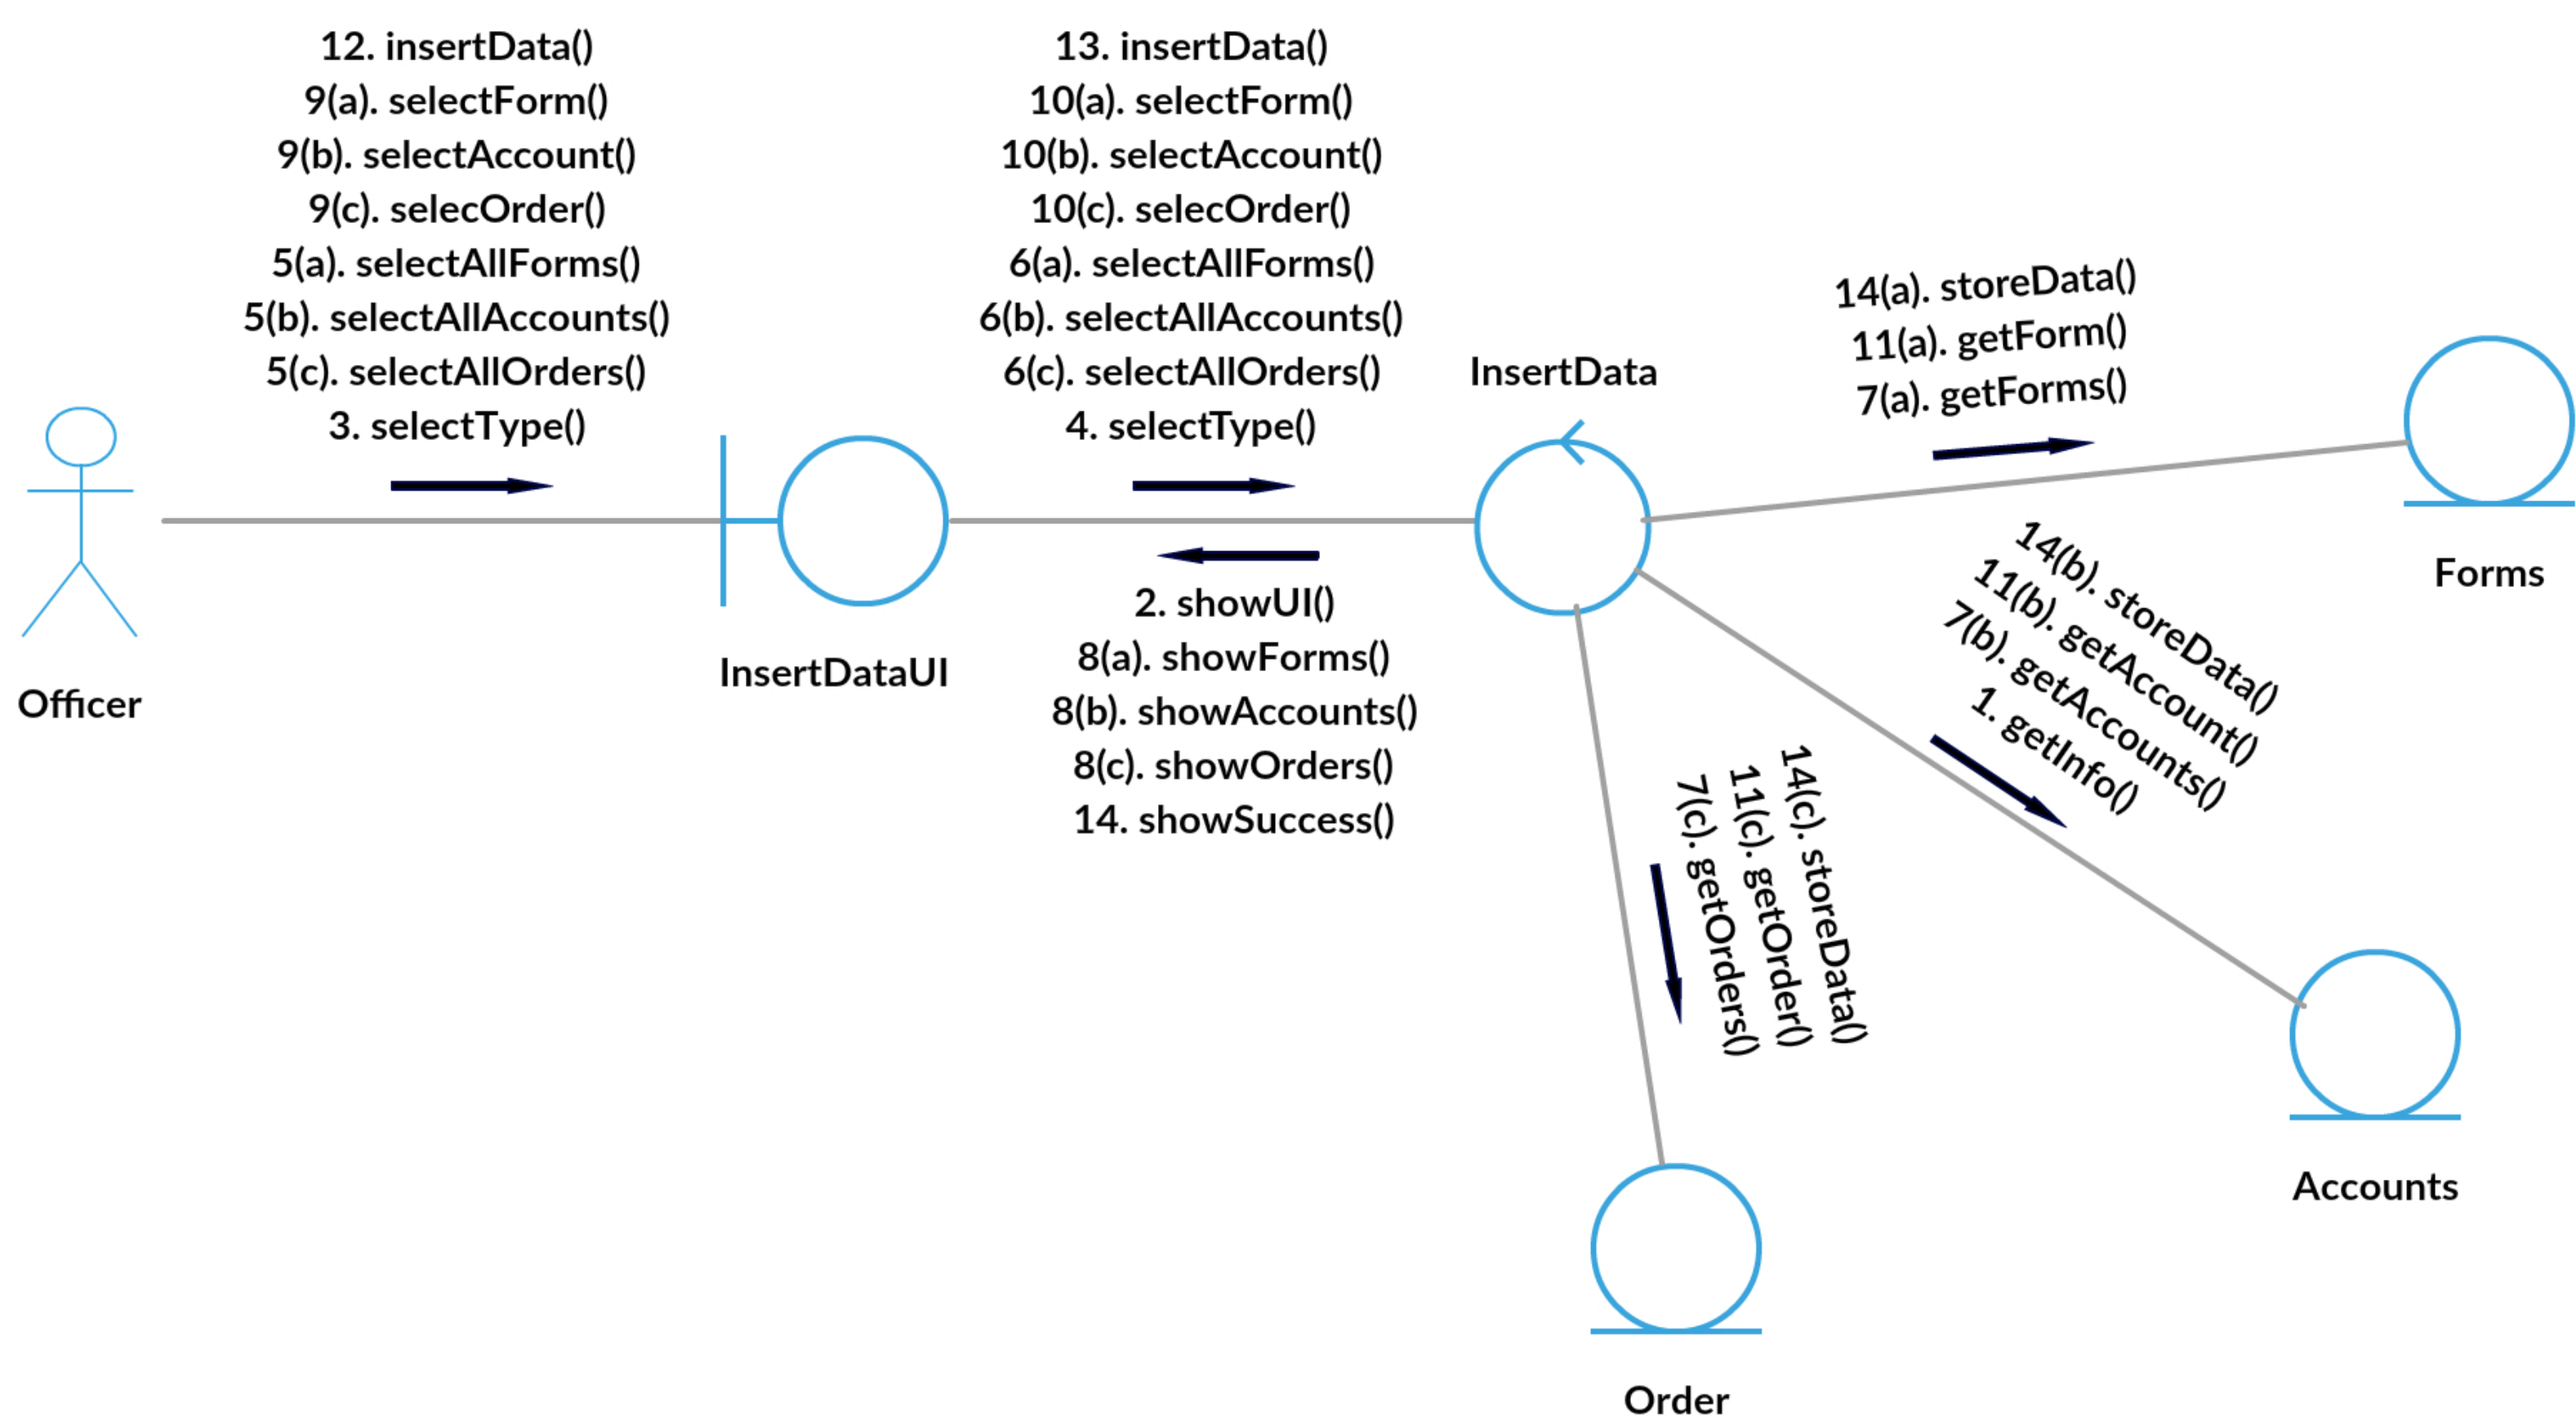 12. insertData()
9(a). selectForm()
9(b). selectAccount()
9(c). selecOrder()
5(a). selectAllForms()
5(b). selectAllAccounts()
5(c). selectAllOrders()
3. selectType()
Officer
InsertDataUI
13. insertData()
10(a). selectForm()
10(b). selectAccount()
10(c). selecOrder()
6(a). selectAllForms()
6(b). selectAllAccounts()
6(c). selectAllOrders()
4. selectType()
2. showUI()
8(a). showForms()
8(b). showAccounts()
8(c). showOrders()
14. showSuccess()
InsertData
14(a). storeData()
11(a). getForm()
7(a). getForms()
Forms
14(b). storeData()
11(b). getAccount()
7(b). getAccounts()
1. getInfo()
Accounts
14(c). storeData()
11(c). getOrder()
7(c). getOrders()
Order